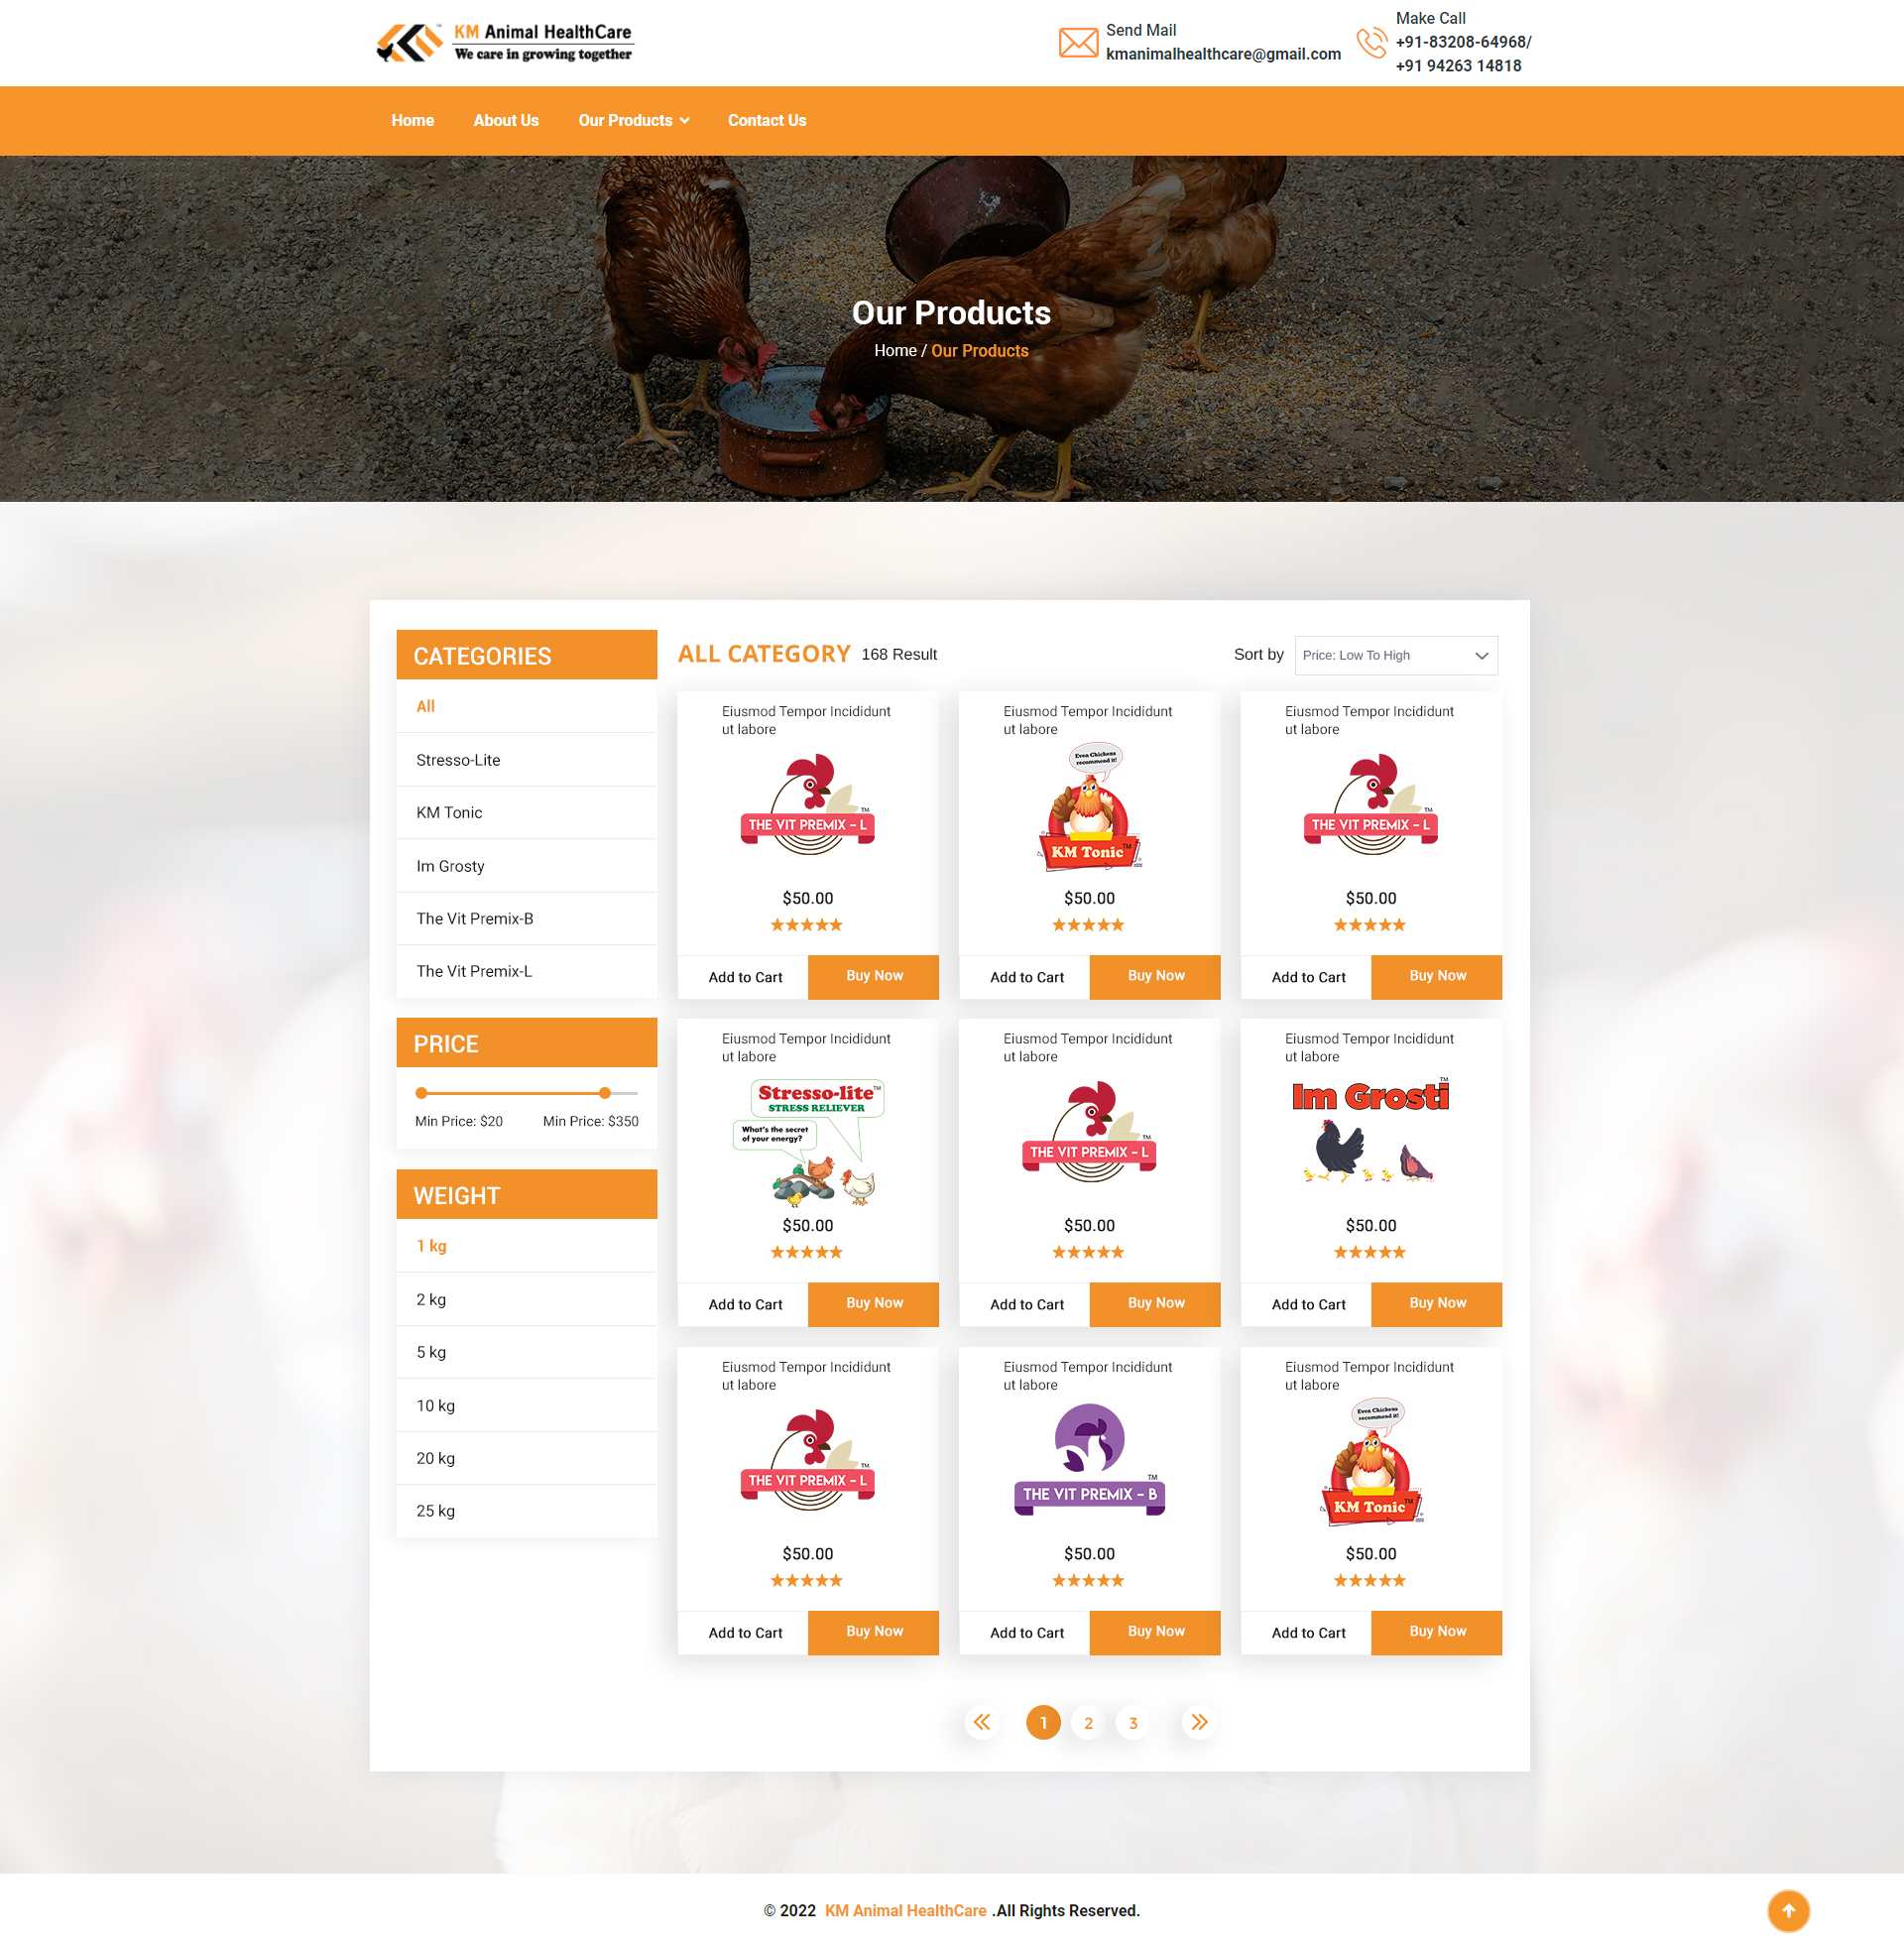 KM Animal HealthCare
We care in growing together
Send Mail
kmanimalhealthcare@gmail.com
Make Call
+91-83208-64968/
+91 94263 14818
Home
About Us
Our Products
Contact Us
Our Products
Home / Our Products
CATEGORIES
All
Stresso-Lite
KM Tonic
Im Grosty
The Vit Premix-B
The Vit Premix-L
PRICE
Min Price: $20
Min Price: $350
WEIGHT
1 kg
2 kg
5 kg
10 kg
20 kg
25 kg
ALL CATEGORY 168 Result
Sort by
Price: Low To High
Eiusmod Tempor Incididunt
ut labore
THE VIT PREMIX - L TM
$50.00
Add to Cart
Buy Now
Eiusmod Tempor Incididunt
ut labore
Even Chickens
recommend it!
KM Tonic TM
$50.00
Add to Cart
Buy Now
Eiusmod Tempor Incididunt
ut labore
THE VIT PREMIX - L TM
$50.00
Add to Cart
Buy Now
Eiusmod Tempor Incididunt
ut labore
Stresso-lite TM
STRESS RELIEVER
What's the secret
of your energy?
$50.00
Add to Cart
Buy Now
Eiusmod Tempor Incididunt
ut labore
THE VIT PREMIX - L TM
$50.00
Add to Cart
Buy Now
Eiusmod Tempor Incididunt
ut labore
Im Grosti TM
$50.00
Add to Cart
Buy Now
Eiusmod Tempor Incididunt
ut labore
THE VIT PREMIX - L TM
$50.00
Add to Cart
Buy Now
Eiusmod Tempor Incididunt
ut labore
THE VIT PREMIX - B TM
$50.00
Add to Cart
Buy Now
Eiusmod Tempor Incididunt
ut labore
Even Chickens
recommend it!
KM Tonic TM
$50.00
Add to Cart
Buy Now
1 2 3
© 2022 KM Animal HealthCare .All Rights Reserved.